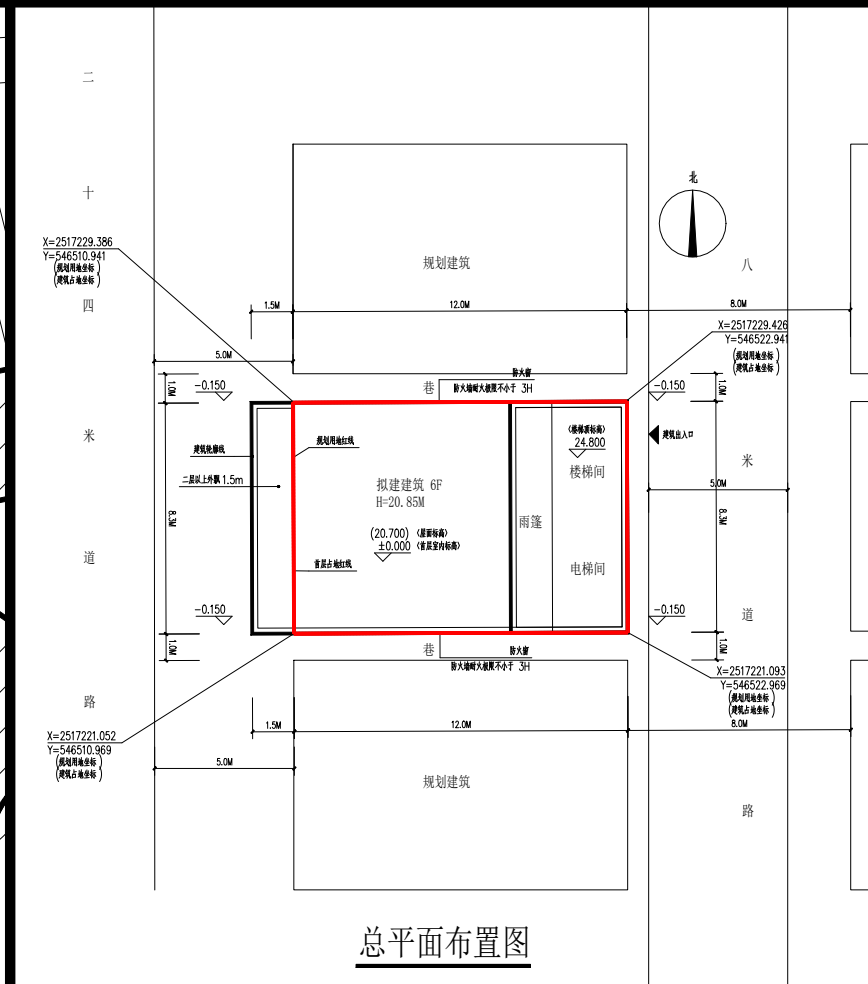 二
十
四
米
道
路
X=2517229.386
Y=546510.941
(规划用地坐标)
(建筑占地坐标)
规划建筑
北
八
米
道
路
1.5M
12.0M
8.0M
5.0M
X=2517229.426
Y=546522.941
(规划用地坐标)
(建筑占地坐标)
1.0M
-0.150
巷
防火窗
防火墙耐火极限不小于 3H
-0.150
1.0M
建筑轮廓线
规划用地红线
二层以上外飘 1.5m
拟建建筑 6F
H=20.85M
(楼梯顶标高)
24.800
楼梯间
建筑出入口
5.0M
8.3M
(20.700) (屋面标高)
±0.000 (首层室内标高)
雨篷
8.3M
首层占地红线
电梯间
-0.150
-0.150
1.0M
巷
防火窗
防火墙耐火极限不小于 3H
1.0M
X=2517221.093
Y=546522.969
(规划用地坐标)
(建筑占地坐标)
X=2517221.052
Y=546510.969
(规划用地坐标)
(建筑占地坐标)
1.5M
12.0M
8.0M
5.0M
规划建筑
总平面布置图